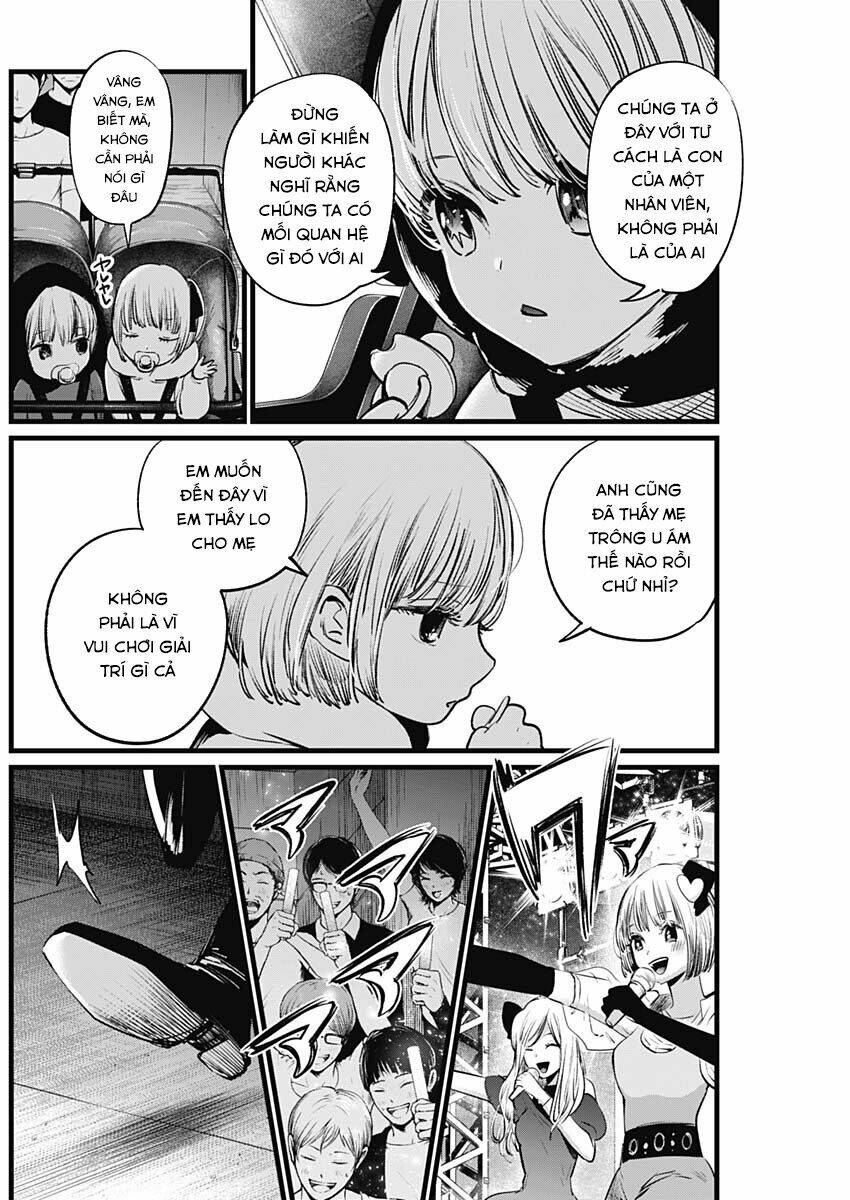 CHÚNG TA Ở
ĐÂY VỚI TƯ
CÁCH LÀ CON
CỦA MỘT
NHÂN VIÊN,
KHÔNG PHẢI
LÀ CỦA AI
ĐỪNG
LÀM GÌ KHIẾN
NGƯỜI KHÁC
NGHĨ RẰNG
CHÚNG TA CÓ
MỐI QUAN HỆ
GÌ ĐÓ VỚI AI
VÂNG
VÂNG, EM
BIẾT MÀ,
KHÔNG
CẦN PHẢI
NÓI GÌ
ĐÂU
やれやれ
ANH CŨNG
ĐÃ THẤY MẸ
TRÔNG U ÁM
THẾ NÀO RỒI
CHỨ NHỈ?
EM MUỐN
ĐẾN ĐÂY VÌ
EM THẤY LO
CHO MẸ
KHÔNG
PHẢI LÀ VÌ
VUI CHƠI GIẢI
TRÍ GÌ CẢ